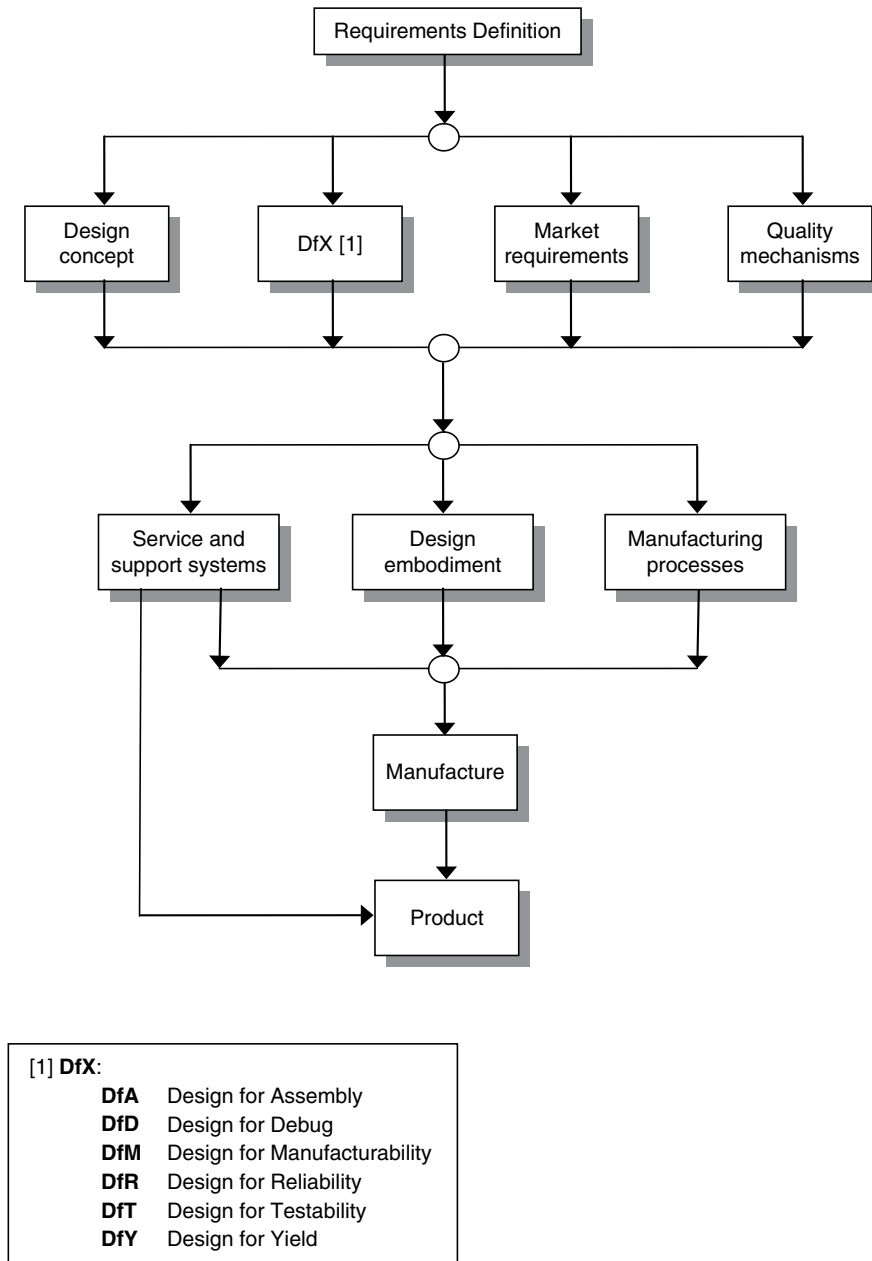 Requirements Definition
Design
concept
DfX [1]
Market
requirements
Quality
mechanisms
Service and
support systems
Design
embodiment
Manufacturing
processes
Manufacture
Product
[1] DfX:
DfA Design for Assembly
DfD Design for Debug
DfM Design for Manufacturability
DfR Design for Reliability
DfT Design for Testability
DfY Design for Yield